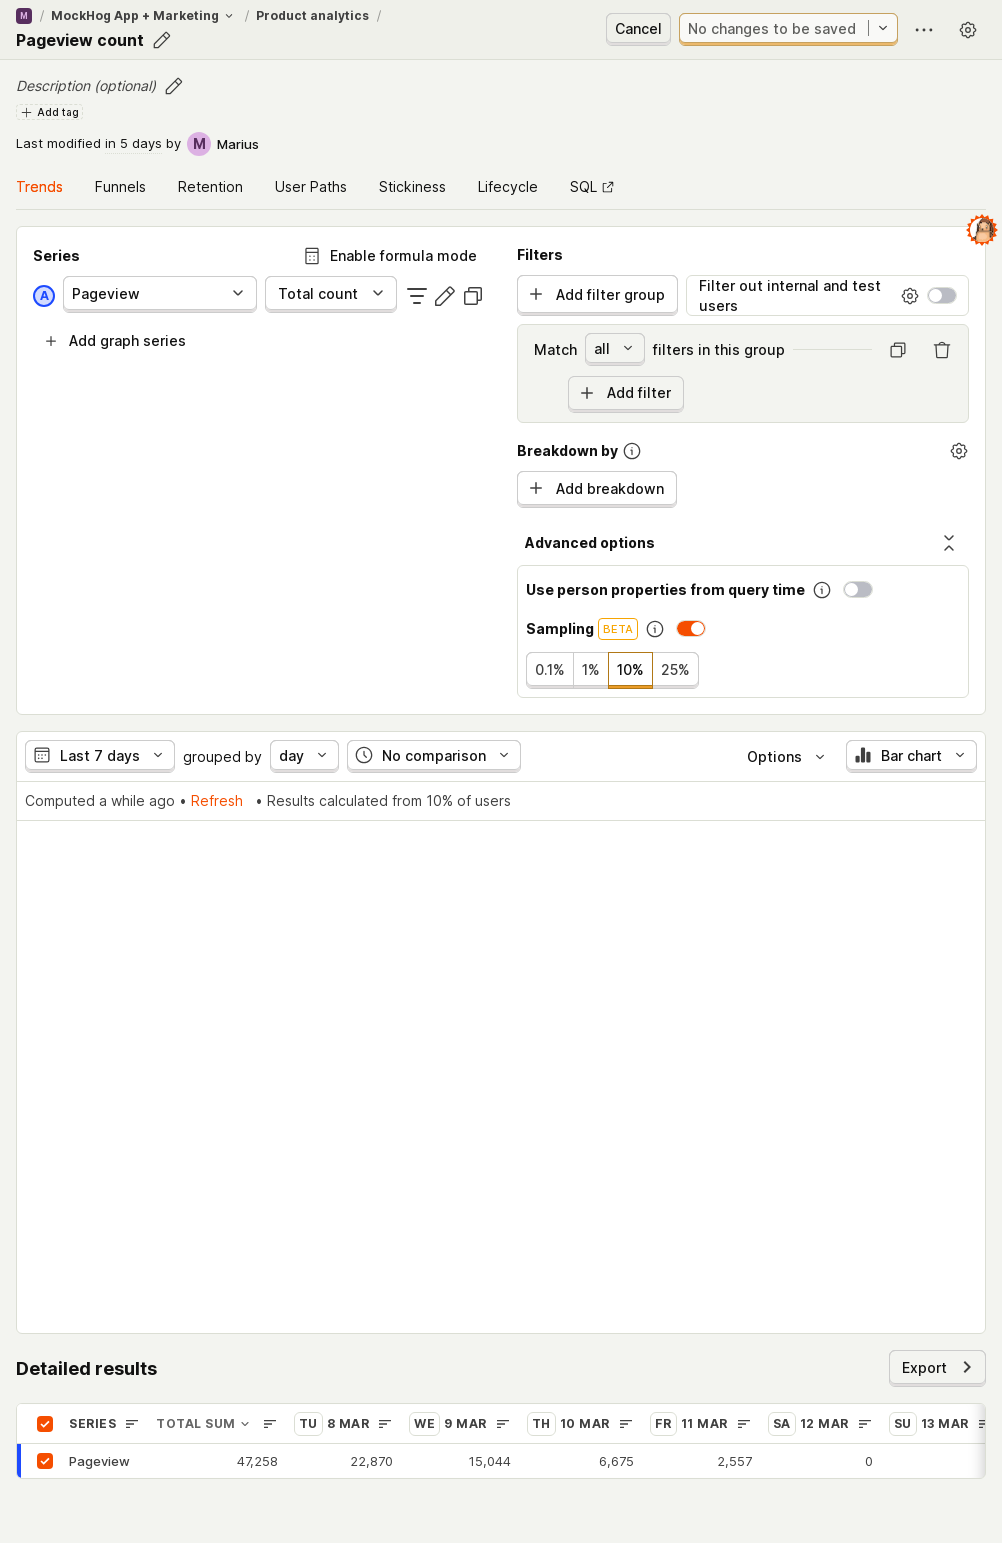 M / MockHog App + Marketing / Product analytics /
Pageview count
Cancel
No changes to be saved
Description (optional)
Add tag
Last modified in 5 days by M Marius
Trends Funnels Retention User Paths Stickiness Lifecycle SQL
Series
Enable formula mode
A Pageview Total count
Add graph series
Filters
Add filter group
Filter out internal and test
users
Match all filters in this group
Add filter
Breakdown by
Add breakdown
Advanced options
Use person properties from query time
Sampling BETA
0.1% 1% 10% 25%
Last 7 days grouped by day No comparison Options Bar chart
Computed a while ago • Refresh • Results calculated from 10% of users
Detailed results
Export
SERIES TOTAL SUM TU 8 MAR WE 9 MAR TH 10 MAR FR 11 MAR SA 12 MAR SU 13 MAR
Pageview 47,258 22,870 15,044 6,675 2,557 0